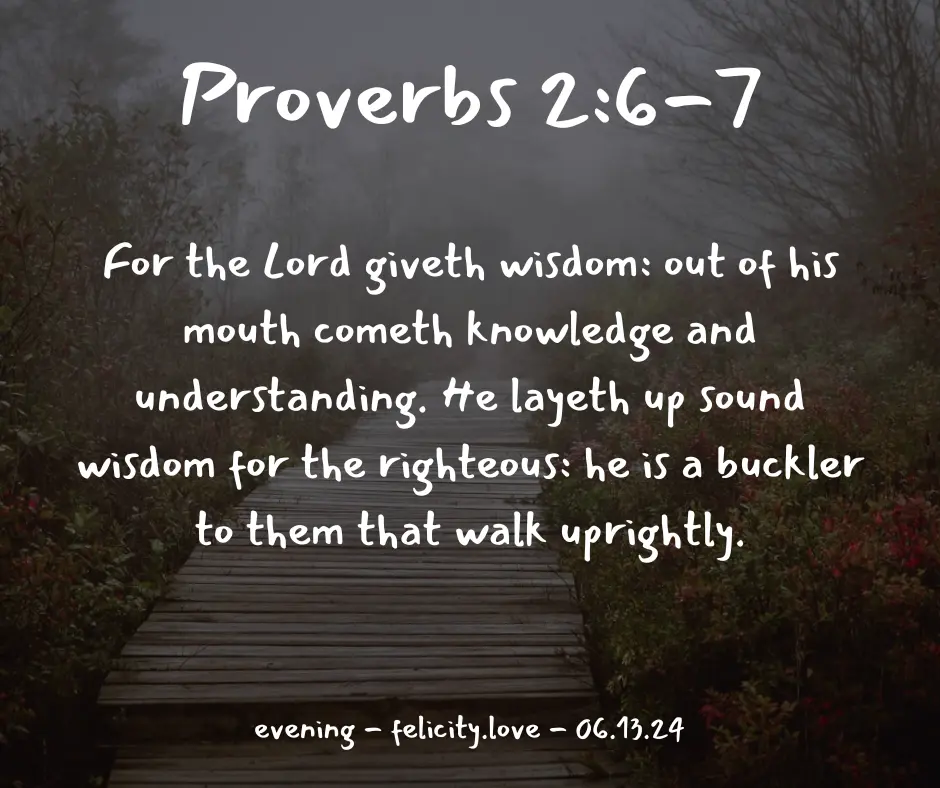 Proverbs 2:6-7
For the Lord giveth wisdom: out of his
mouth cometh knowledge and
understanding. He layeth up sound
wisdom for the righteous: he is a buckler
to them that walk uprightly.
evening - felicity.love - 06.13.24